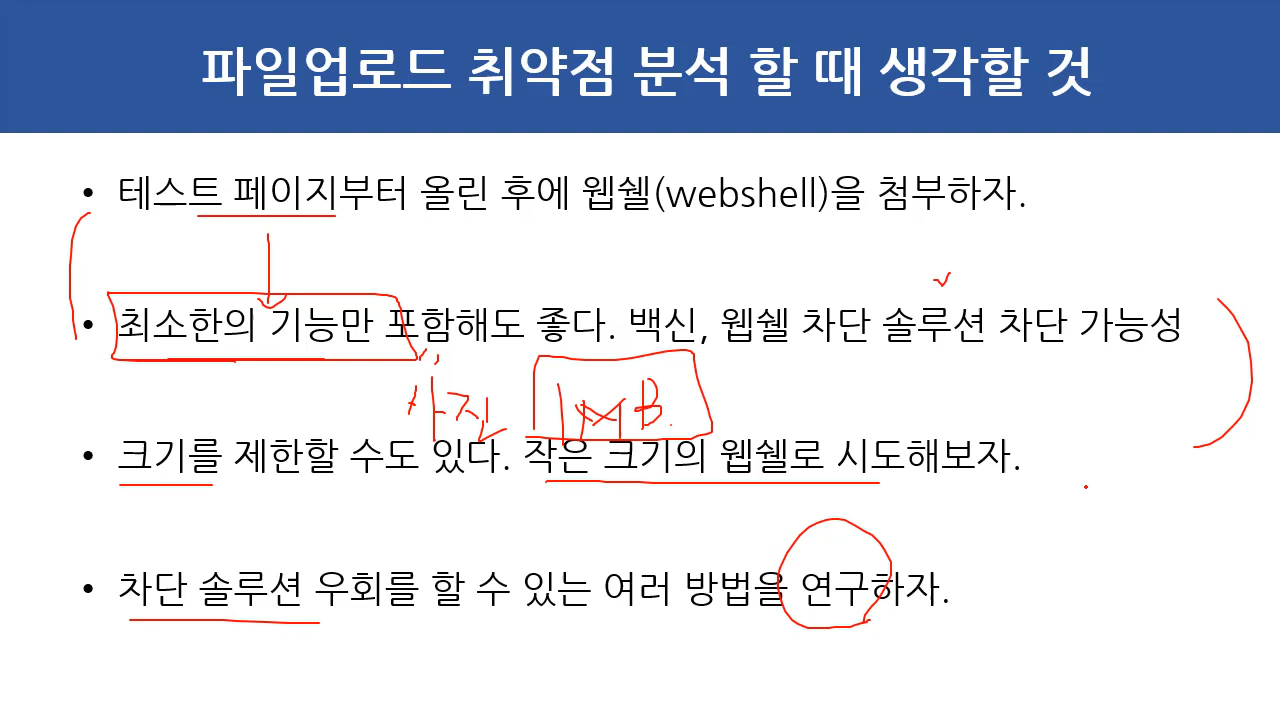 파일업로드 취약점 분석 할 때 생각할 것
• 테스트 페이지부터 올린 후에 웹쉘(webshell)을 첨부하자.
• 최소한의 기능만 포함해도 좋다. 백신, 웹쉘 차단 솔루션 차단 가능성
사진 1MB
• 크기를 제한할 수도 있다. 작은 크기의 웹쉘로 시도해보자.
• 차단 솔루션 우회를 할 수 있는 여러 방법을 연구하자.